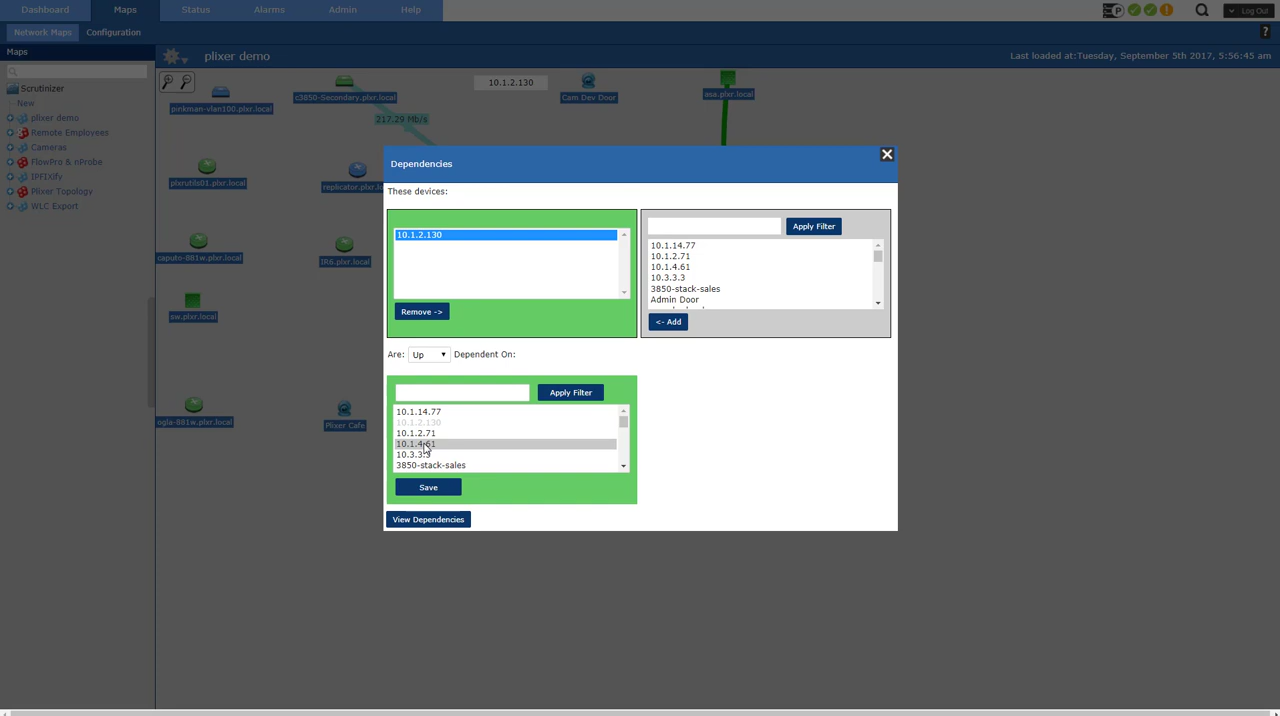 Dashboard Maps Status Alarms Admin Help P Log Out
Network Maps Configuration ?
Maps plixer demo Last loaded at:Tuesday, September 5th 2017, 5:56:45 am
Scrutinizer
New
plixer demo
Remote Employees
Cameras
FlowPro & nProbe
IPFIXify
Plixer Topology
WLC Export
pinkman-vlan100.plxr.local
c3850-Secondary.plxr.local
10.1.2.130
Cam Dev Door
asa.plxr.local
217.29 Mb/s
plxrutils01.plxr.local
replicator.plxr.lo
caputo-881w.plxr.local
IR6.plxr.local
sw.plxr.local
ogla-881w.plxr.local
Plixer Cafe
Dependencies
These devices:
10.1.2.130
Remove ->
Apply Filter
10.1.14.77
10.1.2.71
10.1.4.61
10.3.3.3
3850-stack-sales
Admin Door
<- Add
Are: Up Dependent On:
Apply Filter
10.1.14.77
10.1.2.130
10.1.2.71
10.1.4.61
10.3.3.3
3850-stack-sales
Save
View Dependencies